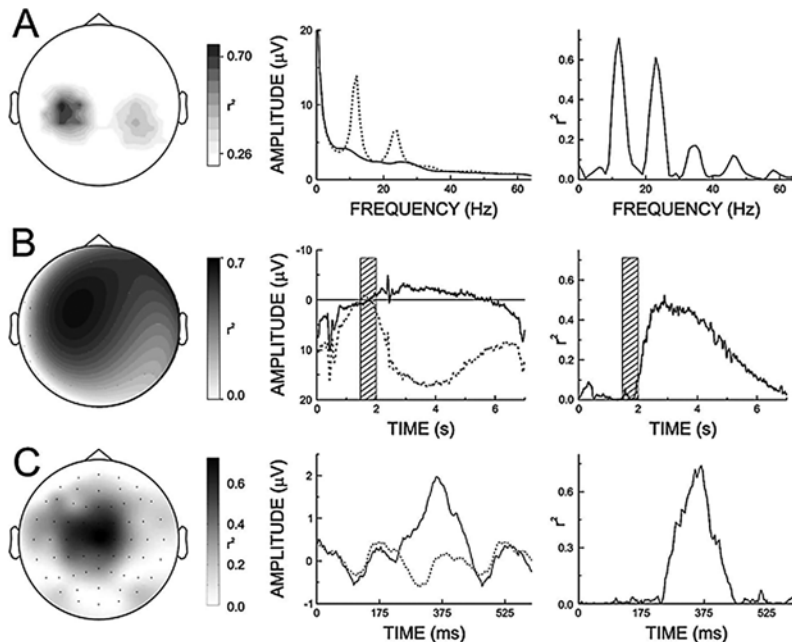 A
0.70
r²
0.26
AMPLITUDE (µV)
20
10
0
0 20 40 60
FREQUENCY (Hz)
r²
0.6
0.4
0.2
0.0
0 20 40 60
FREQUENCY (Hz)
B
0.7
r²
0.0
AMPLITUDE (µV)
-10
0
10
20
0 2 4 6
TIME (s)
r²
0.4
0.2
0.0
0 2 4 6
TIME (s)
C
0.6
0.4
r²
0.2
0.0
AMPLITUDE (µV)
2
1
0
-1
175 375 525
TIME (ms)
r²
0.6
0.3
0.0
175 375 525
TIME (ms)